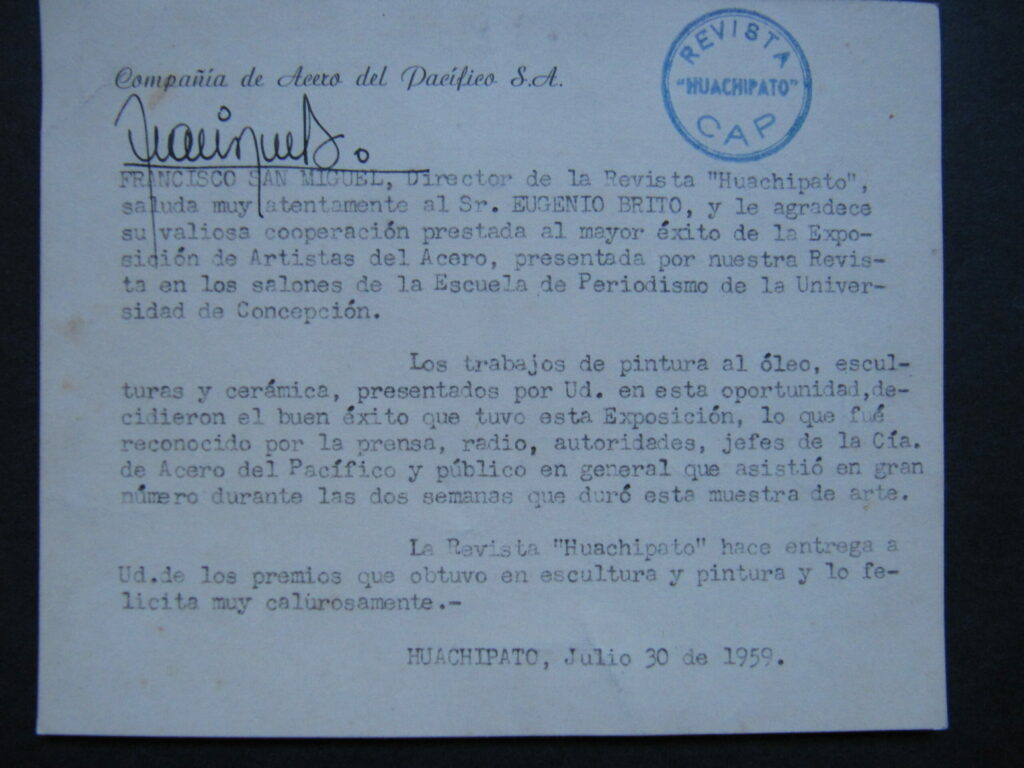 Compañía de Acero del Pacífico S.A.
REVISTA
"HUACHIPATO"
CAP
FRANCISCO SAN MIGUEL, Director de la Revista "Huachipato",
saluda muy atentamente al Sr. EUGENIO BRITO, y le agradece
su valiosa cooperación prestada al mayor éxito de la Expo-
sición de Artistas del Acero, presentada por nuestra Revis-
ta en los salones de la Escuela de Periodismo de la Univer-
sidad de Concepción.
Los trabajos de pintura al óleo, escul-
turas y cerámica, presentados por Ud. en esta oportunidad,de-
cidieron el buen éxito que tuvo esta Exposición, lo que fué
reconocido por la prensa, radio, autoridades, jefes de la Cía.
de Acero del Pacífico y público en general que asistió en gran
número durante las dos semanas que duró esta muestra de arte.
La Revista "Huachipato" hace entrega a
Ud.de los premios que obtuvo en escultura y pintura y lo fe-
licita muy calurosamente.-
HUACHIPATO, Julio 30 de 1959.